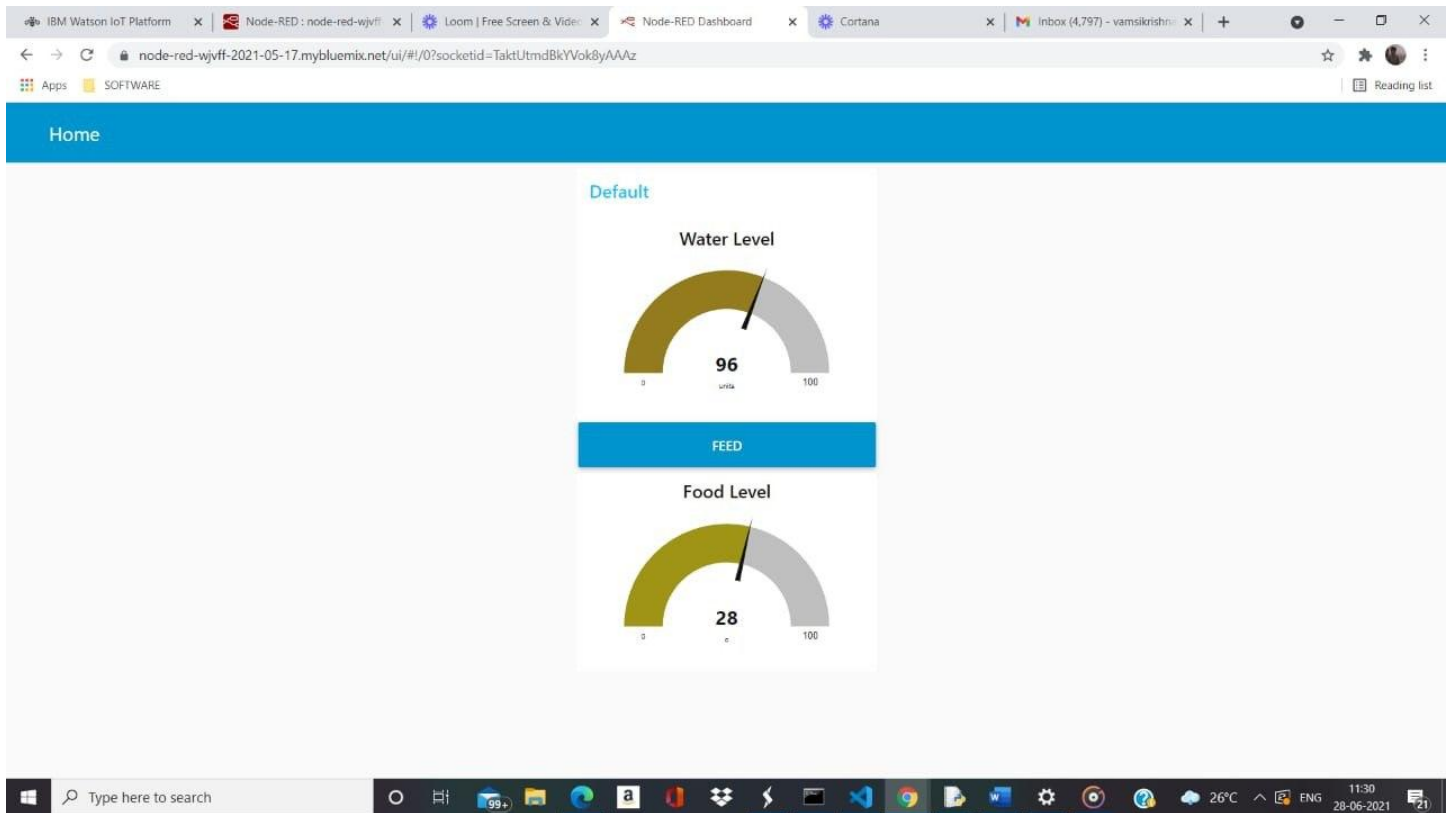 IBM Watson IoT Platform
Node-RED : node-red-wjvff
Loom | Free Screen & Video
Node-RED Dashboard
Cortana
Inbox (4,797) - vamsikrishn
node-red-wjvff-2021-05-17.mybluemix.net/ui/#!/0?socketid=TaktUtmdBkYVok8yAAAz
Apps
SOFTWARE
Reading list
Home
Default
Water Level
96
0
units
100
FEED
Food Level
28
0
100
Type here to search
99+
a
26°C
ENG
11:30
28-06-2021
21